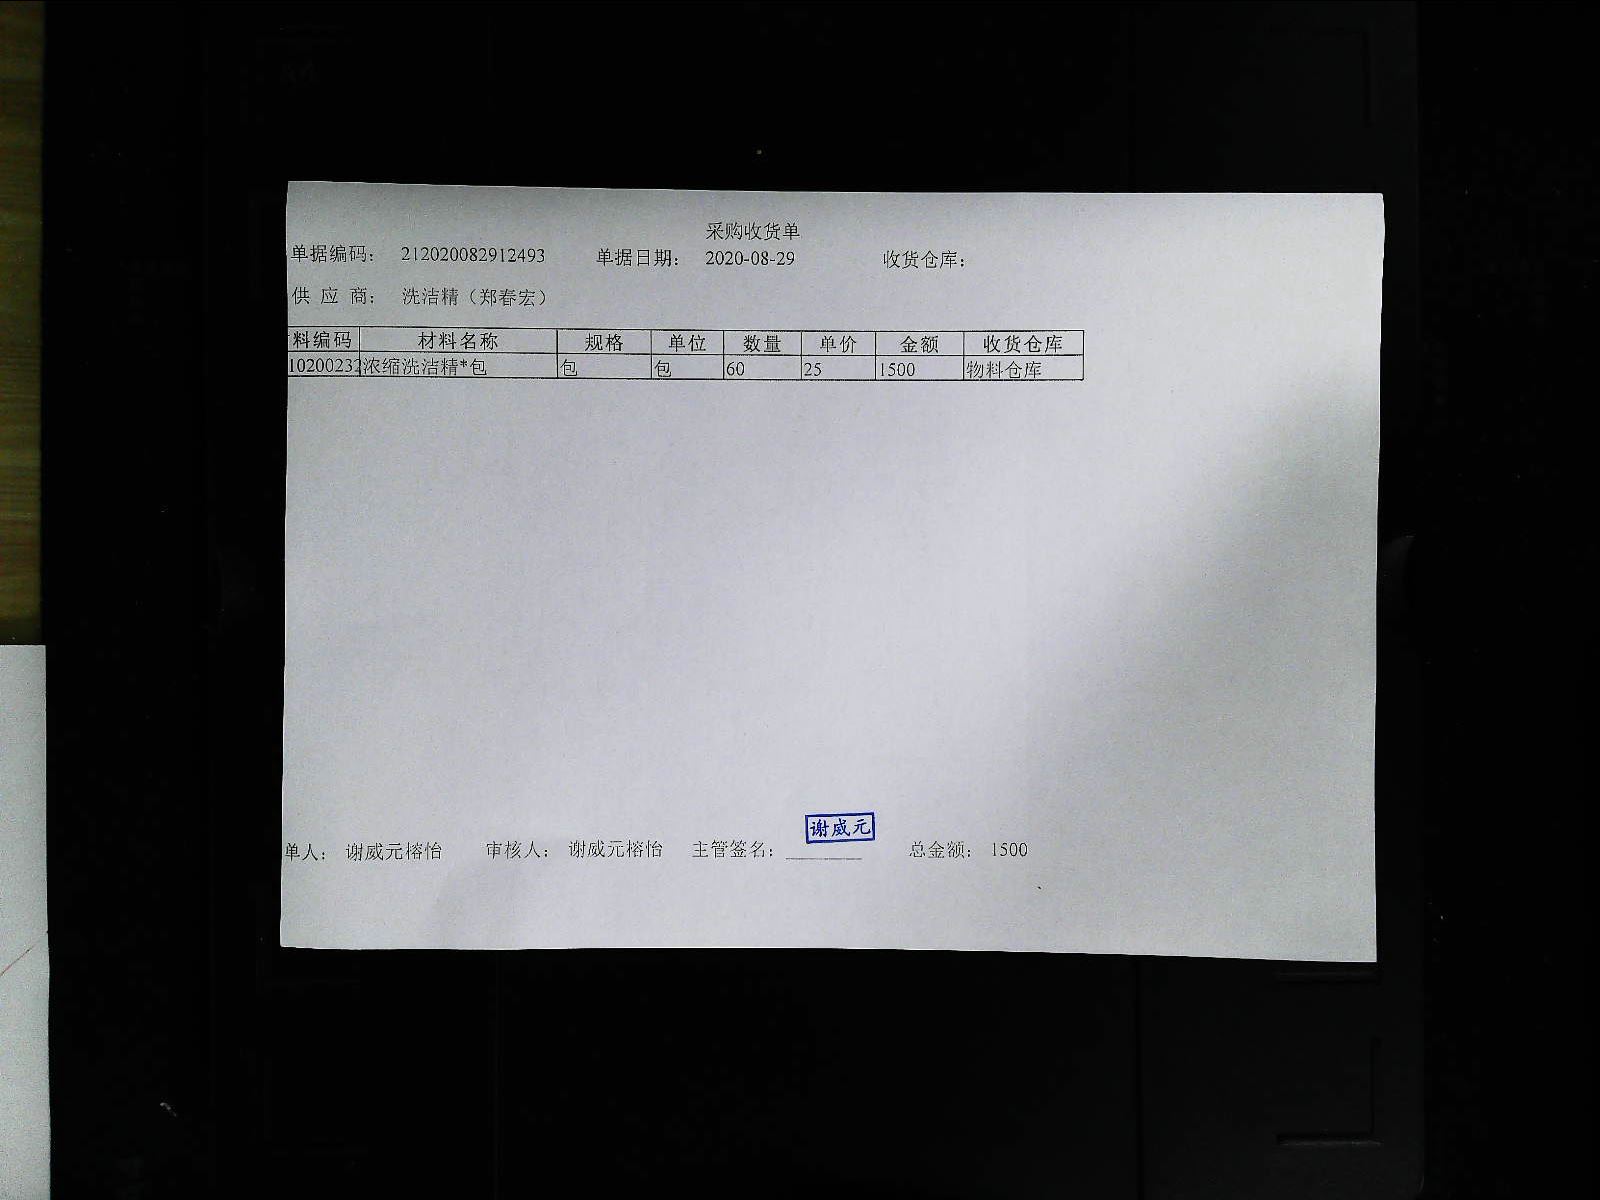 采购收货单
单据编码： 212020082912493 单据日期： 2020-08-29 收货仓库：
供 应 商： 洗洁精（郑春宏）
料编码 材料名称 规格 单位 数量 单价 金额 收货仓库
10200232 浓缩洗洁精*包 包 包 60 25 1500 物料仓库
谢威元
单人： 谢威元榕怡 审核人： 谢威元榕怡 主管签名： 总金额： 1500